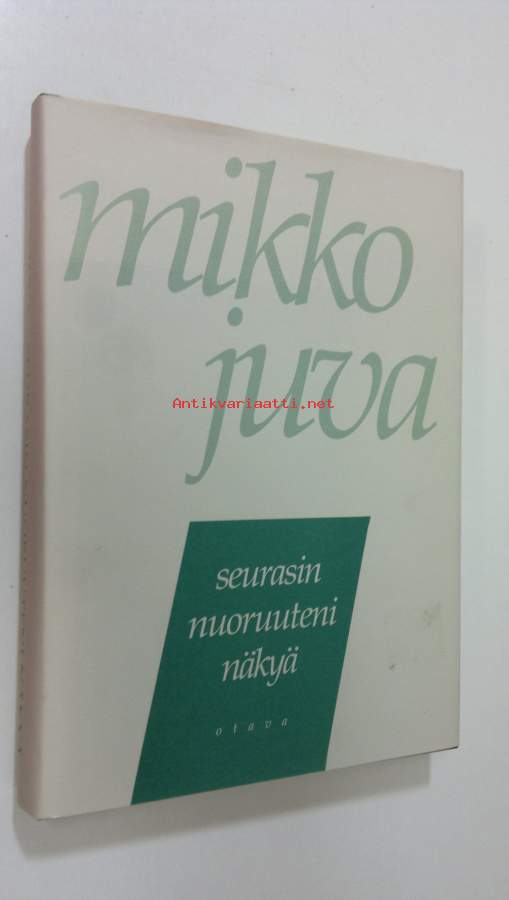 mikko
juva
Antikvariaatti.net
seurasin
nuoruuteni
näkyä
otava